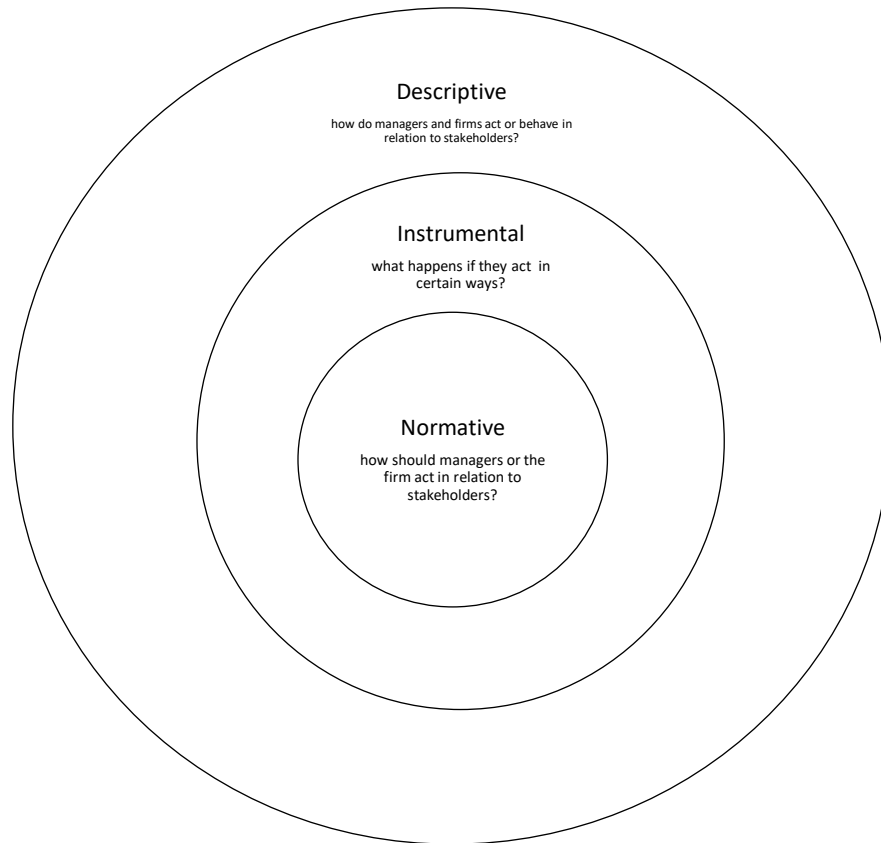 Descriptive
how do managers and firms act or behave in
relation to stakeholders?
Instrumental
what happens if they act in
certain ways?
Normative
how should managers or the
firm act in relation to
stakeholders?